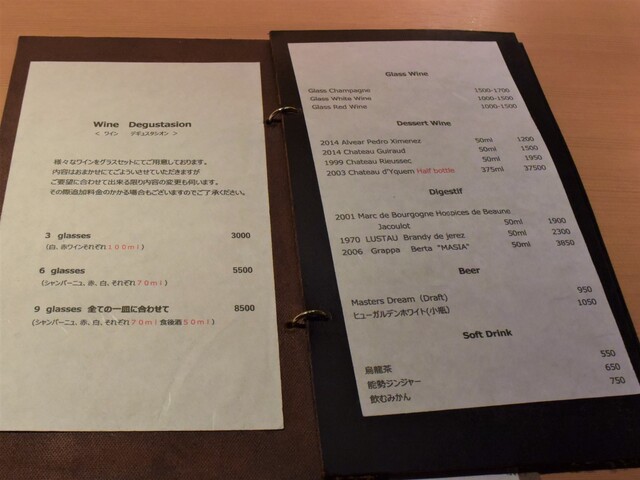 Wine Degustasion
< ワイン デギュスタシオン >
様々なワインをグラスセットにてご用意しております。
内容はおまかせにてごよういさせていただきますが
ご要望に合わせて出来る限り内容の変更も伺います。
その際追加料金のかかる場合もございますのでご了承ください。
3 glasses 3000
(白、赤ワインそれぞれ100ml)
6 glasses 5500
(シャンパーニュ、赤、白、それぞれ70ml)
9 glasses 全ての一皿に合わせて 8500
(シャンパーニュ、赤、白、それぞれ70ml食後酒50ml)
Glass Wine
Glass Champagne 1500-1700
Glass White Wine 1000-1500
Glass Red Wine 1000-1500
Dessert Wine
2014 Alvear Pedro Ximenez 50ml 1200
2014 Chateau Guiraud 50ml 1500
1999 Chateau Rieussec 50ml 1950
2003 Chateau d'Yquem Half bottle 375ml 37500
Digestif
2001 Marc de Bourgogne Hospices de Beaune
Jacoulot 50ml 1900
1970 LUSTAU Brandy de jerez 50ml 2300
2006 Grappa Berta "MASIA" 50ml 3850
Beer
Masters Dream (Draft) 950
ヒューガルデンホワイト(小瓶) 1050
Soft Drink
烏龍茶 550
能勢ジンジャー 650
飲むみかん 750